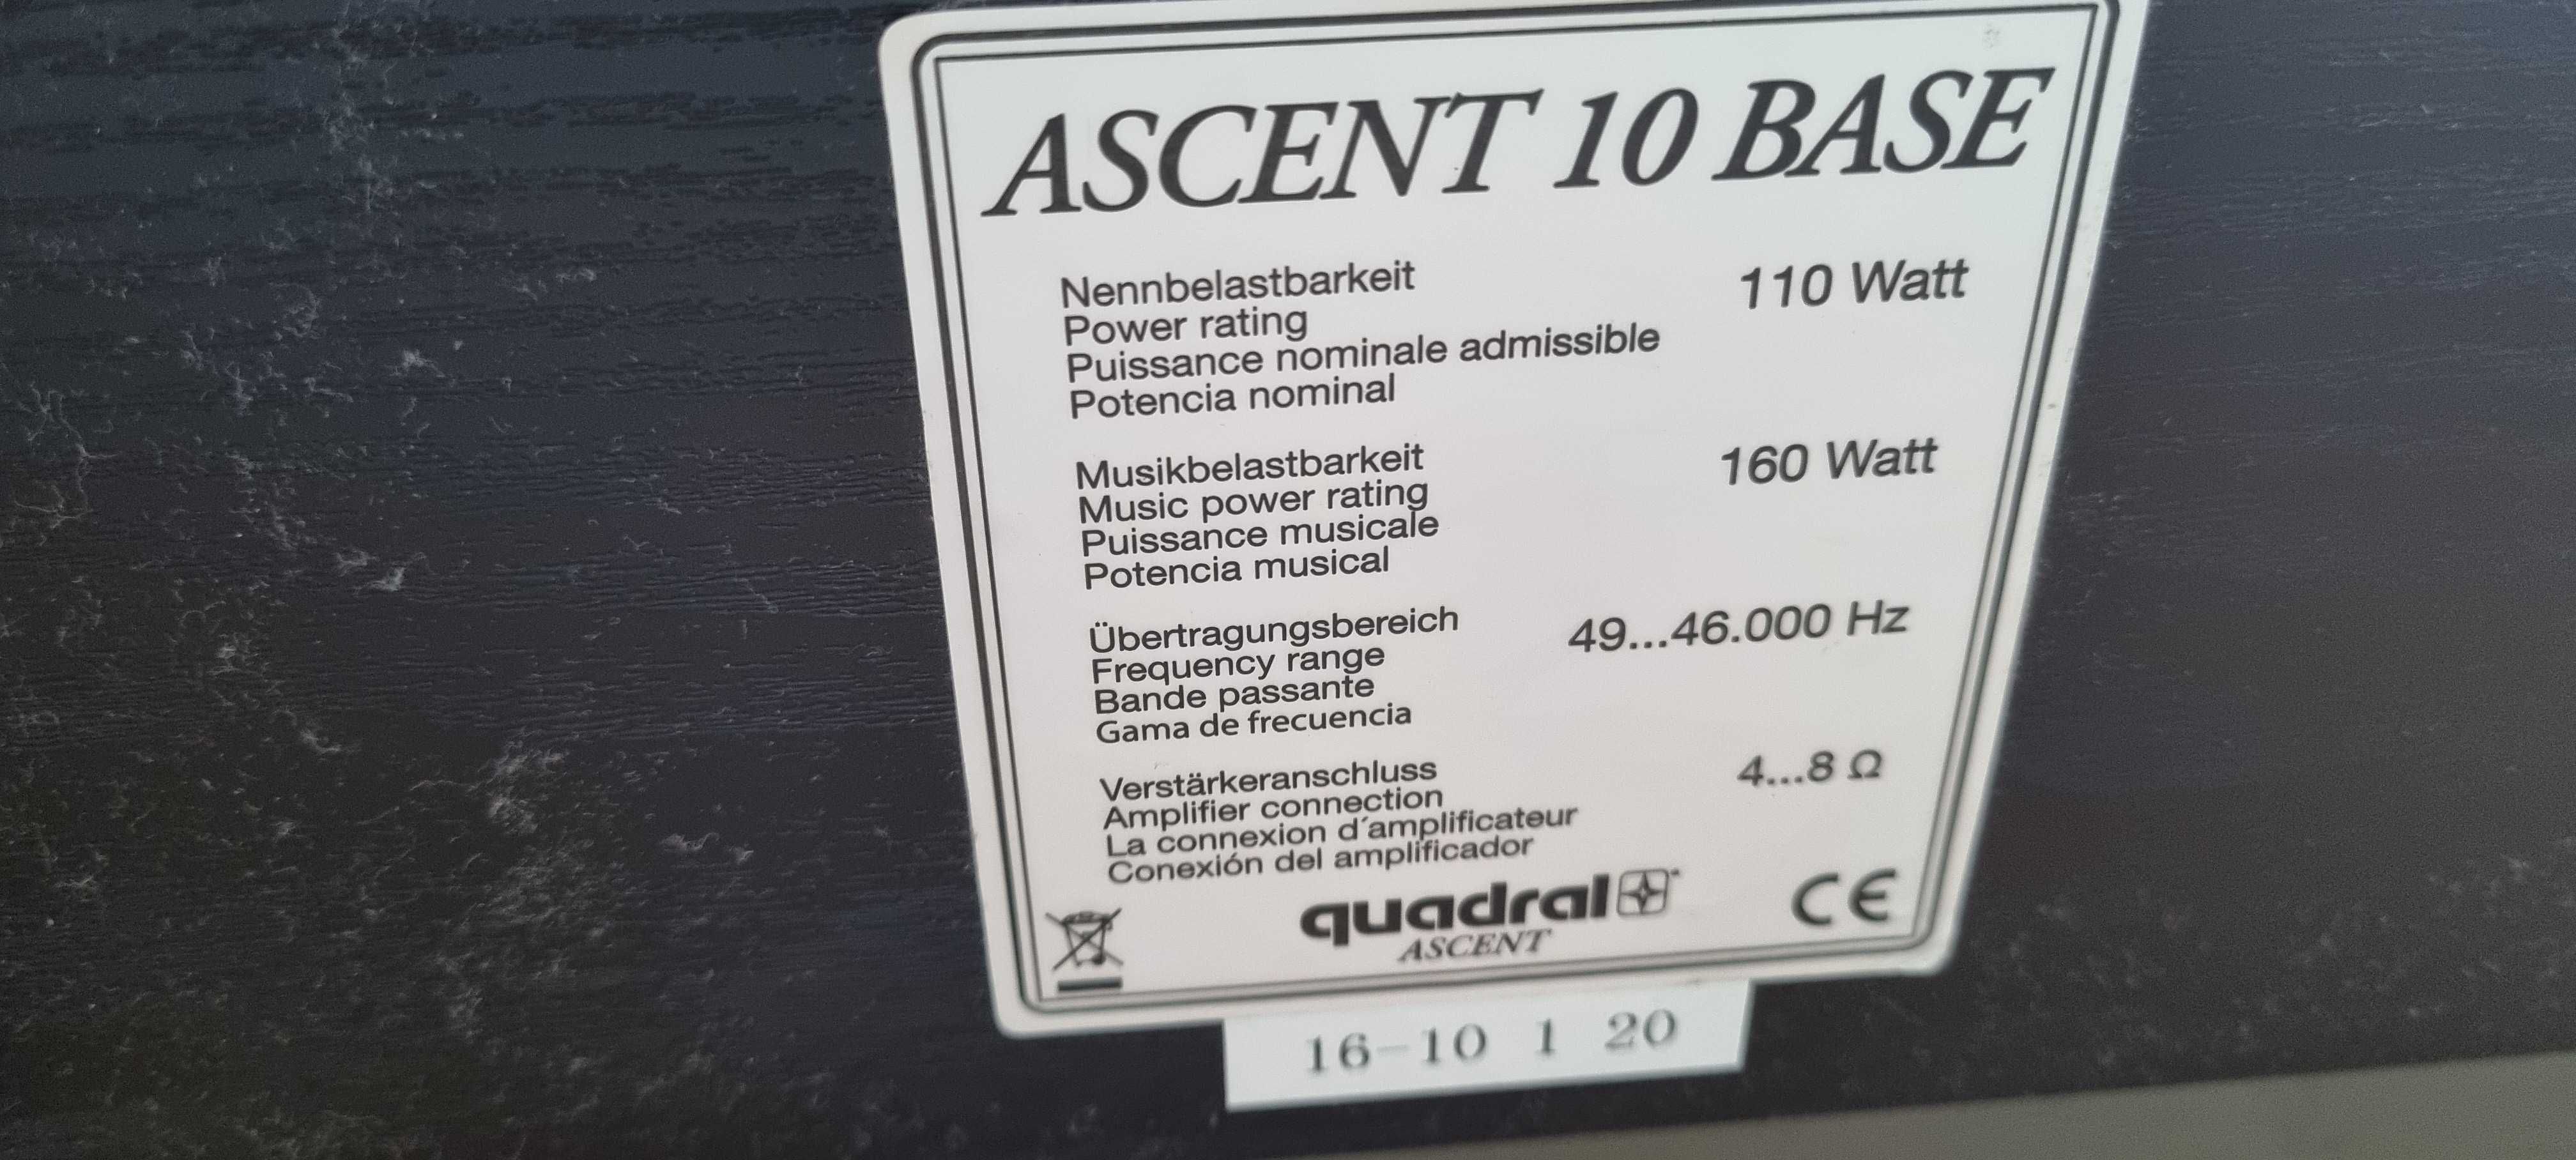 ASCENT 10 BASE
Nennbelastbarkeit 110 Watt
Power rating
Puissance nominale admissible
Potencia nominal
Musikbelastbarkeit 160 Watt
Music power rating
Puissance musicale
Potencia musical
Übertragungsbereich 49...46.000 Hz
Frequency range
Bande passante
Gama de frecuencia
Verstärkeranschluss 4...8 Ω
Amplifier connection
La connexion d´amplificateur
Conexión del amplificador
quadral
ASCENT
CE
16-10 1 20